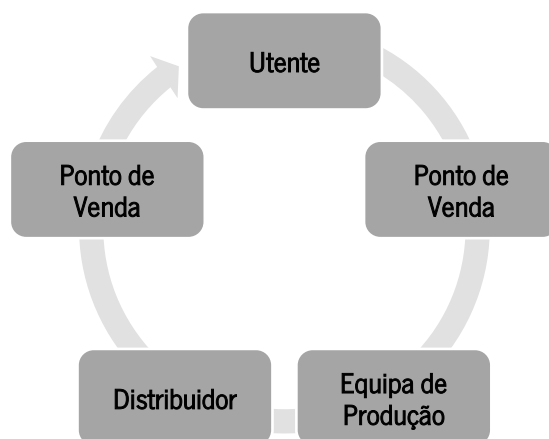 Utente
Ponto de
Venda
Equipa de
Produção
Distribuidor
Ponto de
Venda